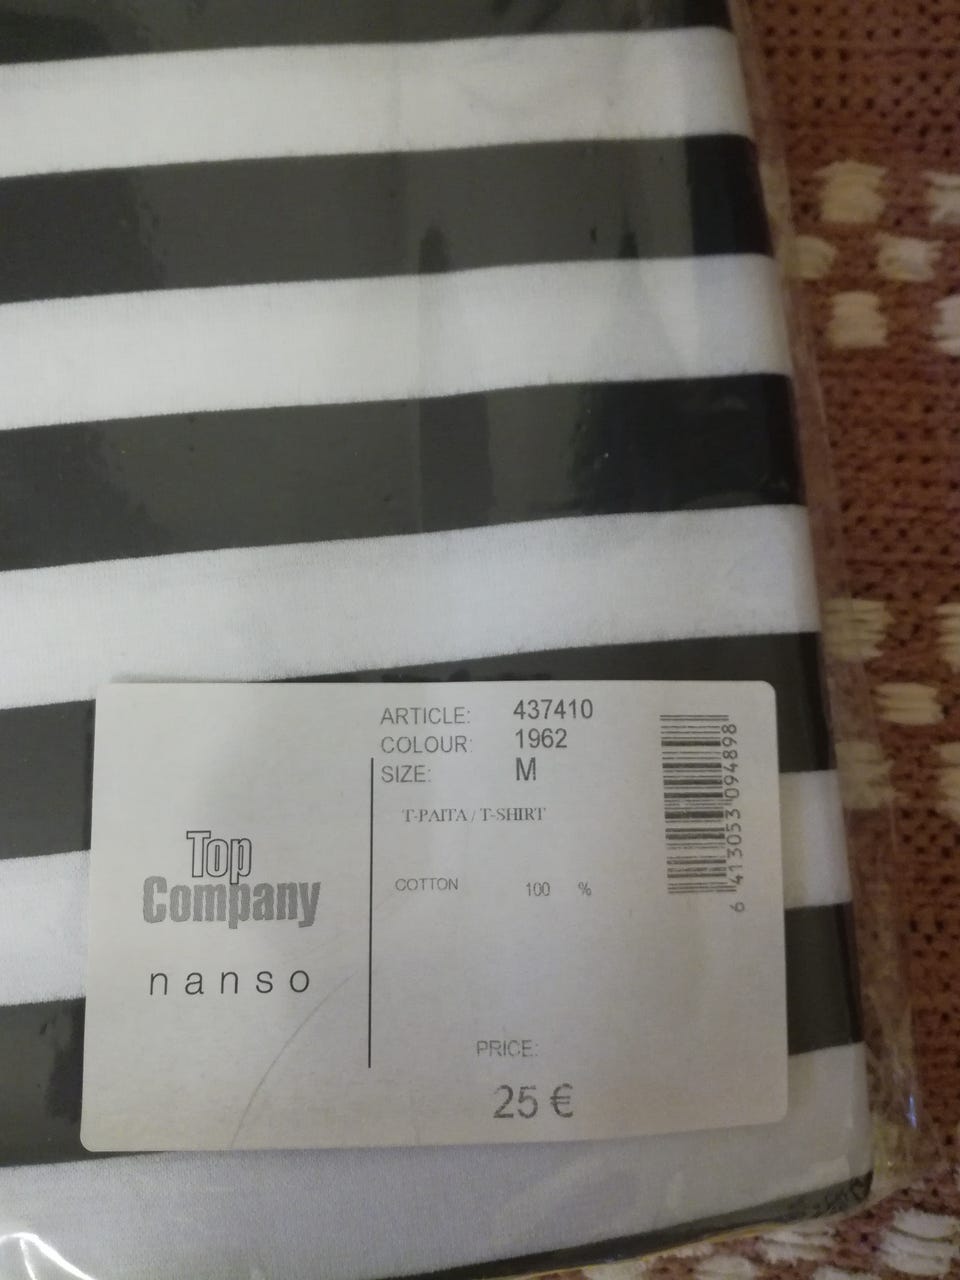 Top
Company
nanso
ARTICLE: 437410
COLOUR: 1962
SIZE: M
T-PAITA / T-SHIRT
COTTON 100 %
PRICE:
25 €
6 413053 094898